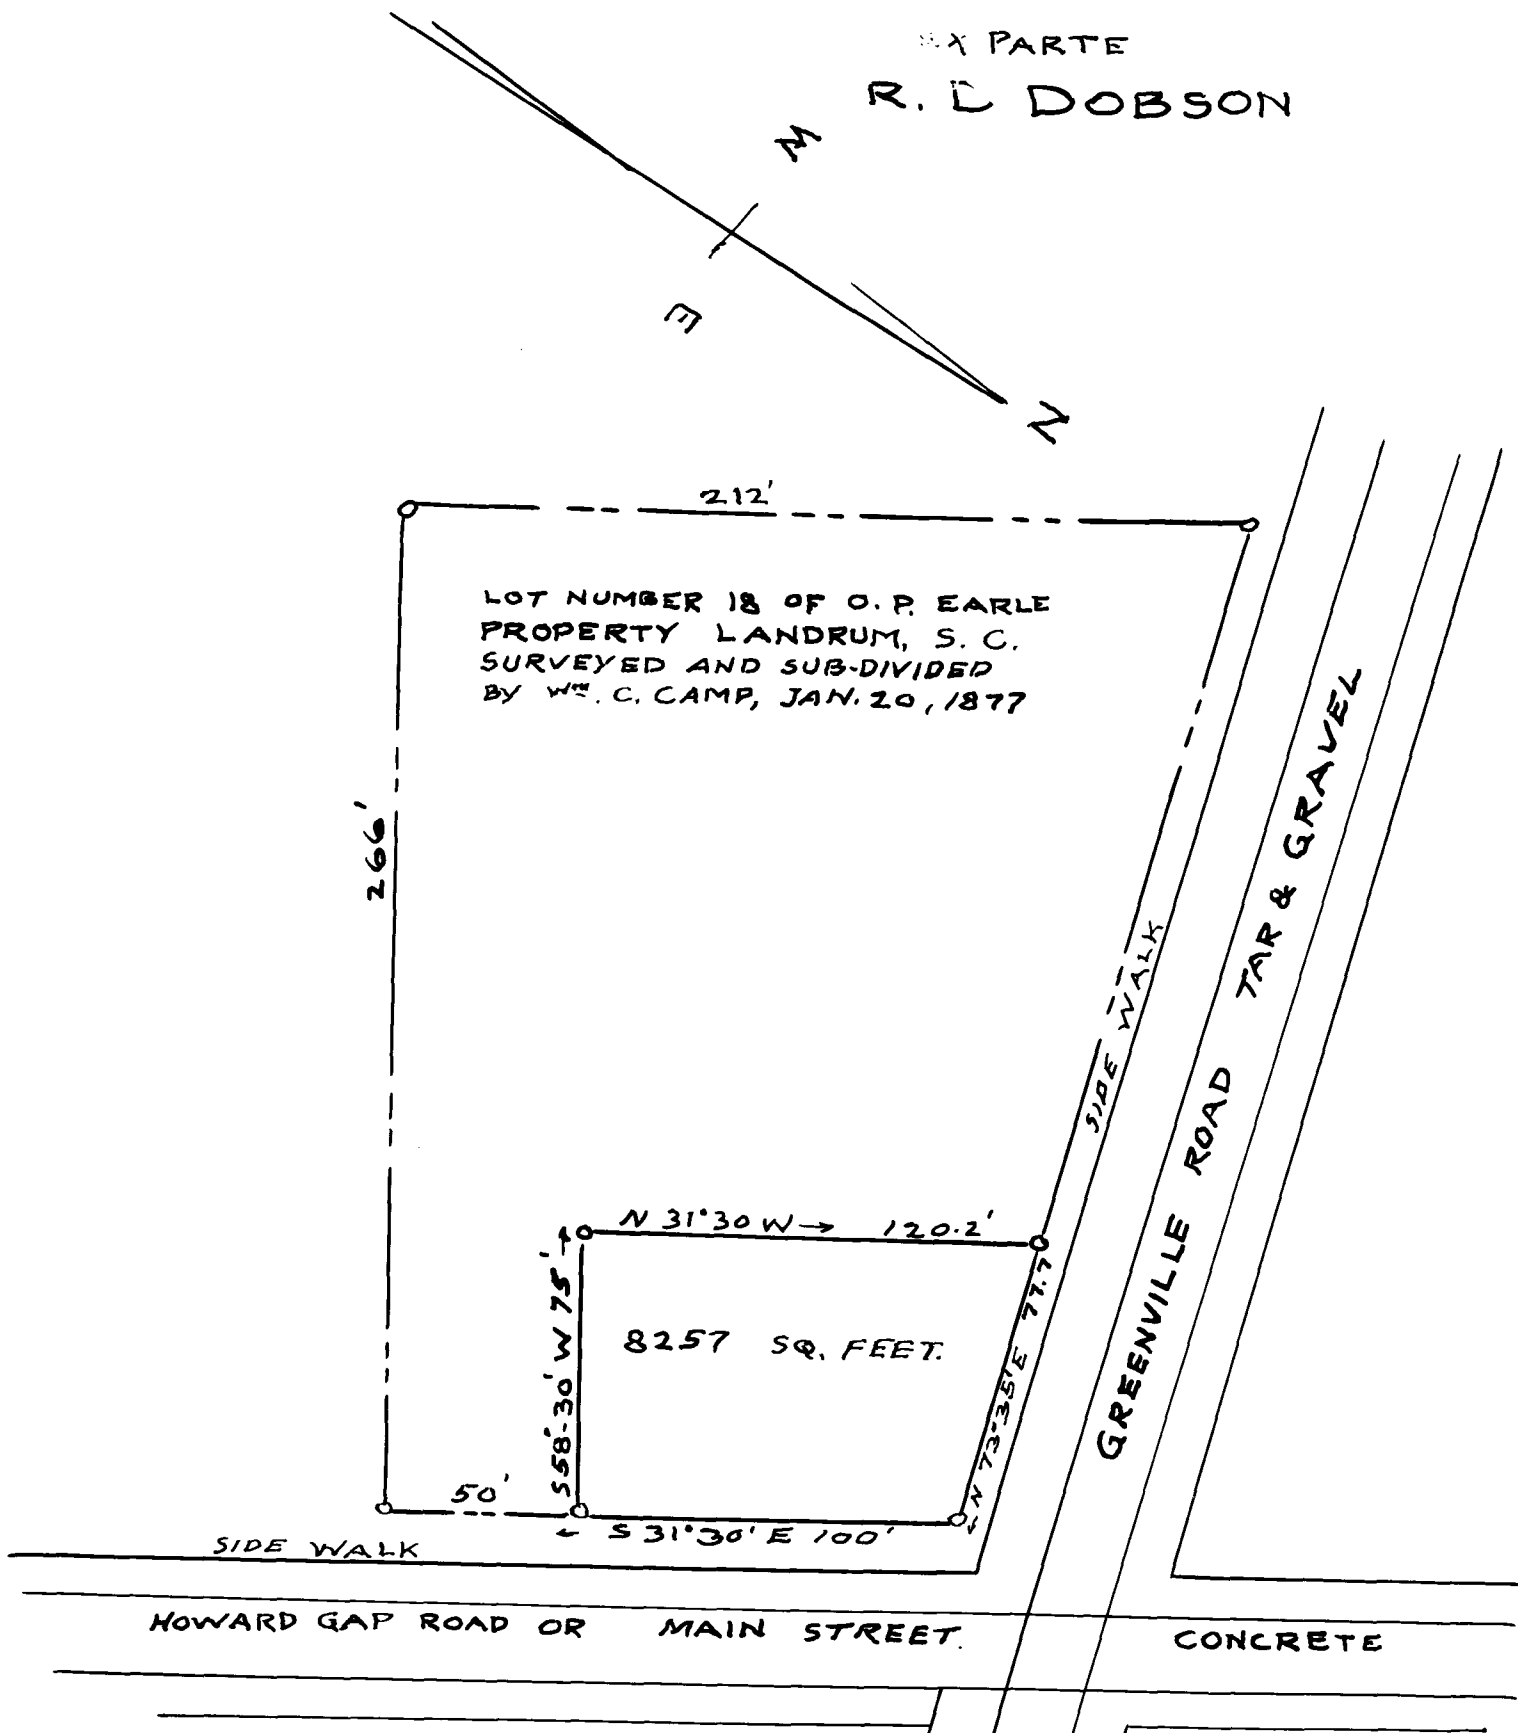 PARTE
R. DOBSON
W
E
N
212'
LOT NUMBER 18 OF O. P. EARLE
PROPERTY LANDRUM, S. C.
SURVEYED AND SUB-DIVIDED
BY Wᵐ. C. CAMP, JAN. 20, 1877
266'
SIDE WALK
GREENVILLE ROAD TAR & GRAVEL
N 31°30 W → 120.2'
S 58°-30' W 75'
8257 SQ. FEET.
N 73°35' E 77.7
50'
← S 31°30' E 100'
SIDE WALK
HOWARD GAP ROAD OR MAIN STREET. CONCRETE